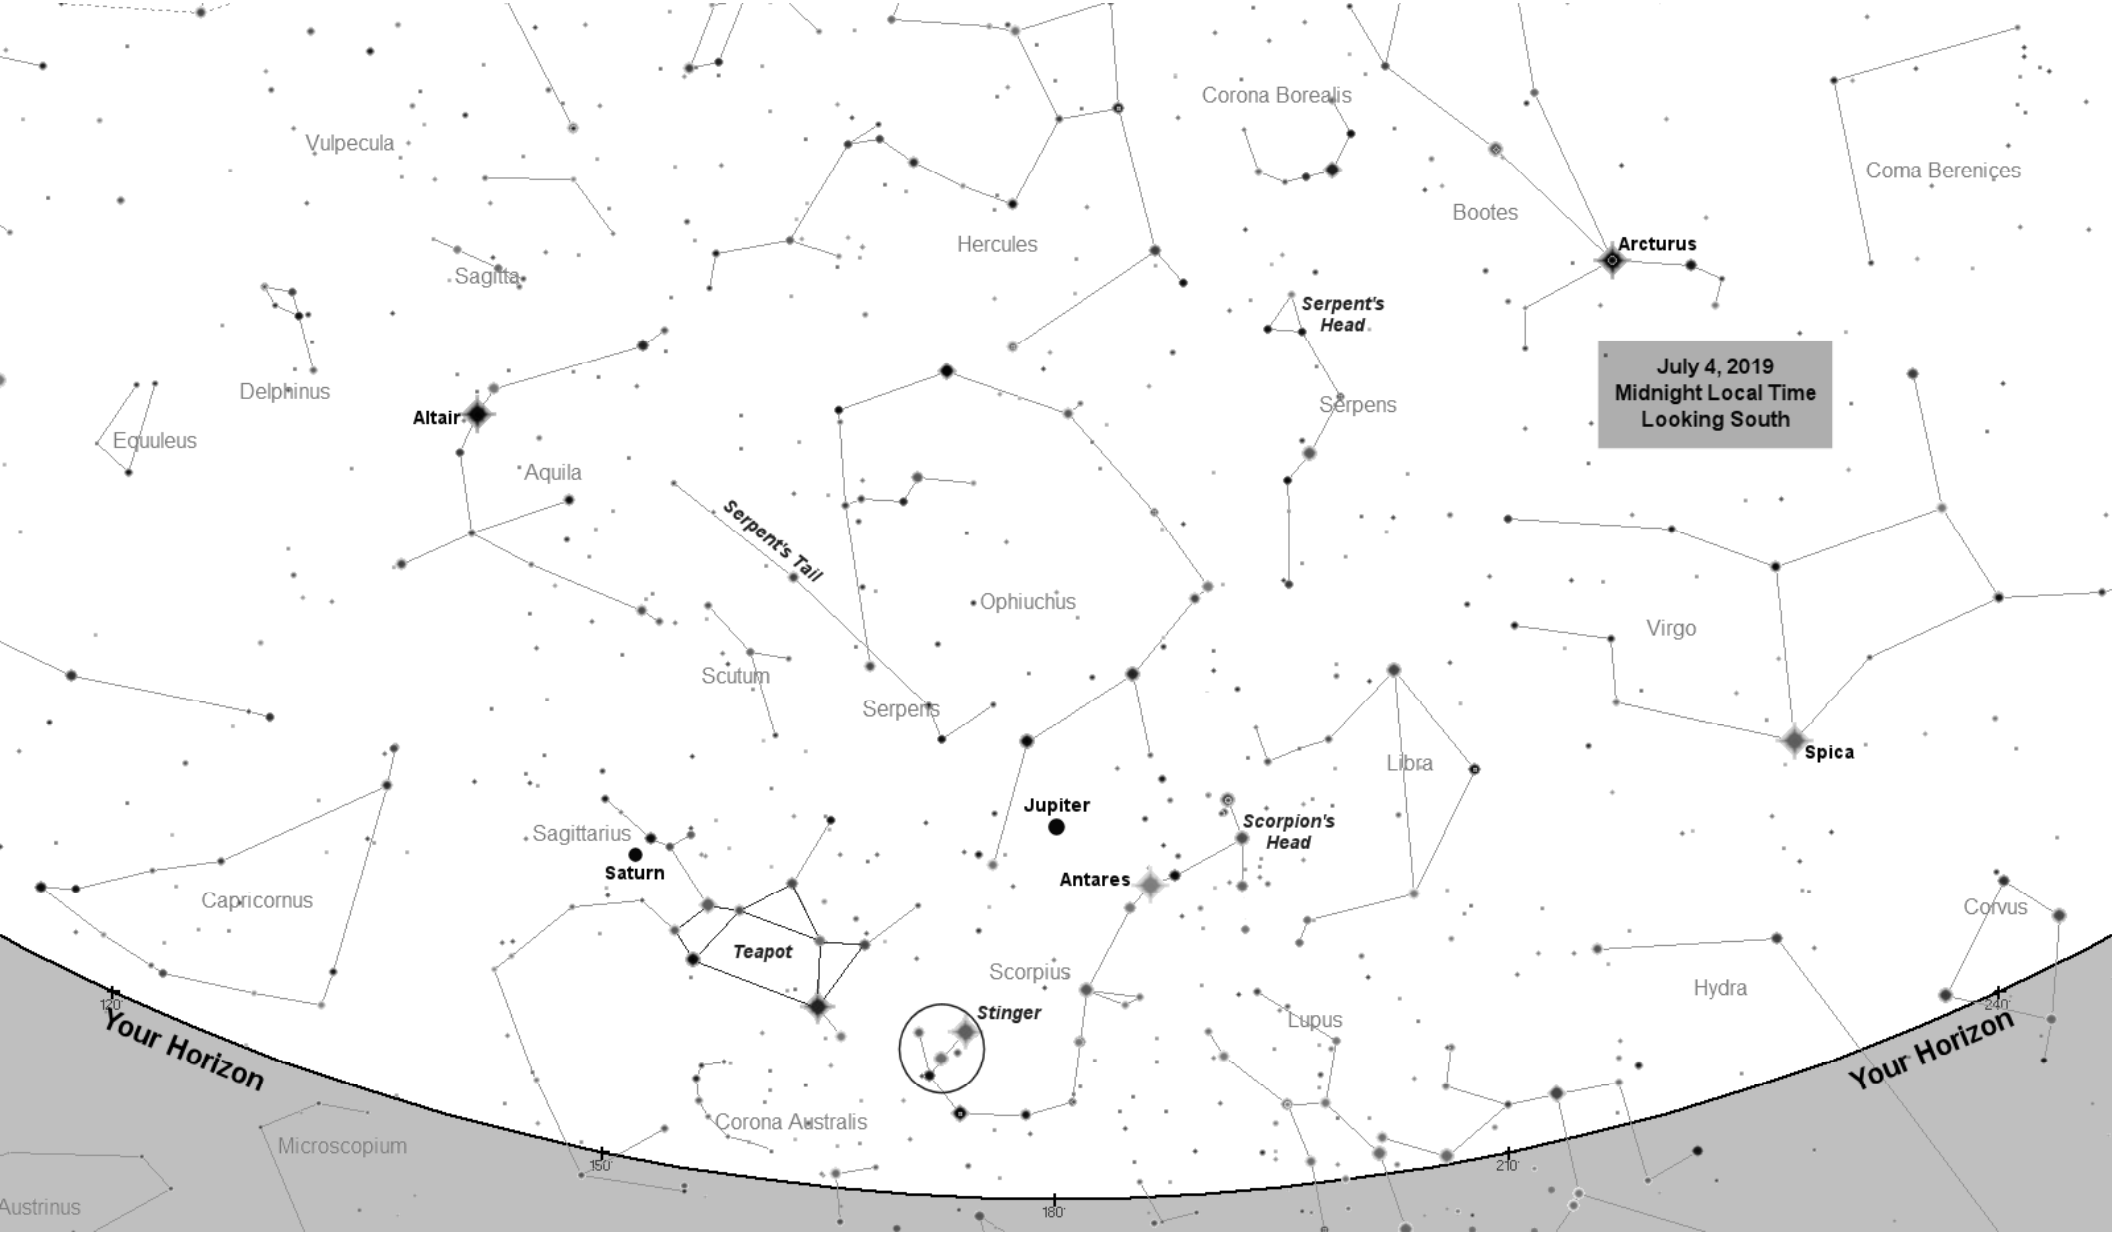 Corona Borealis
Vulpecula
Coma Berenices
Bootes
Hercules
Arcturus
Sagitta
Serpent's
Head
July 4, 2019
Midnight Local Time
Looking South
Delphinus
Altair
Serpens
Equuleus
Aquila
Serpent's Tail
Ophiuchus
Virgo
Scutum
Serpens
Spica
Libra
Jupiter
Sagittarius
Scorpion's
Head
Saturn
Antares
Capricornus
Corvus
Teapot
Scorpius
Hydra
120°
240°
Stinger
Lupus
Your Horizon
Your Horizon
Corona Australis
Microscopium
150°
210°
Austrinus
180°